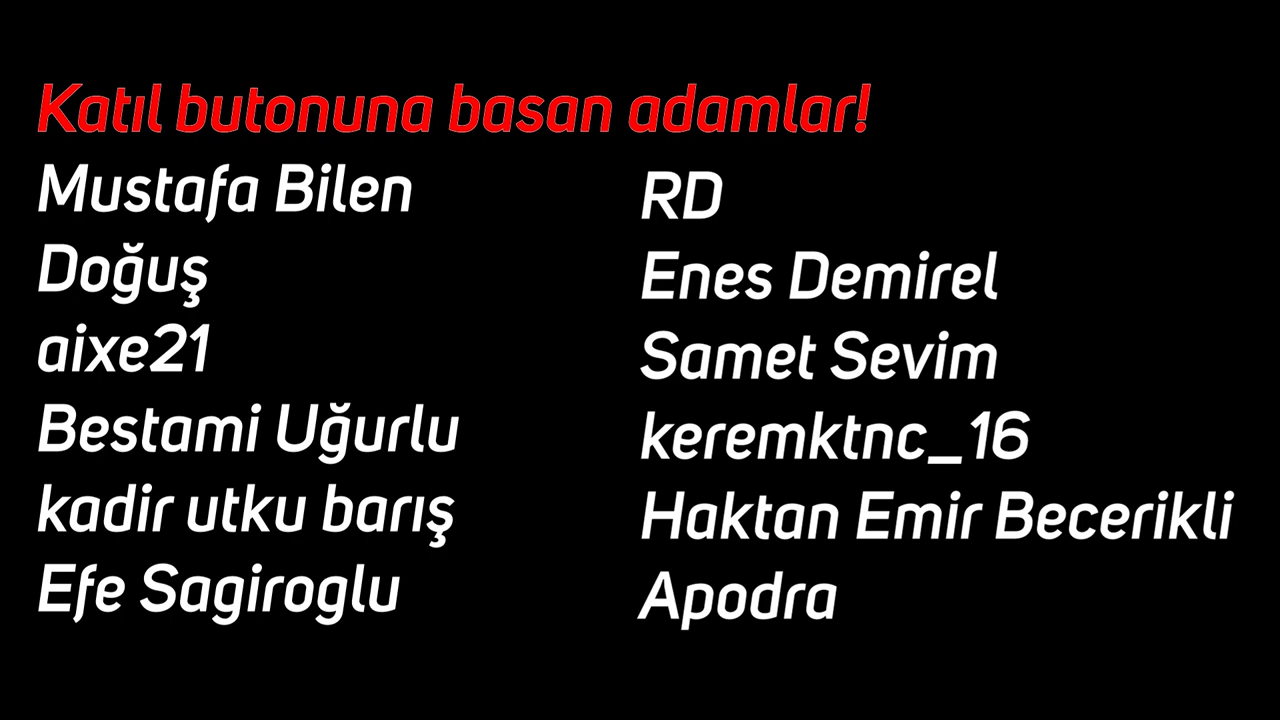 Katıl butonuna basan adamlar!
Mustafa Bilen
Doğuş
aixe21
Bestami Uğurlu
kadir utku barış
Efe Sagiroglu
RD
Enes Demirel
Samet Sevim
keremktnc_16
Haktan Emir Becerikli
Apodra